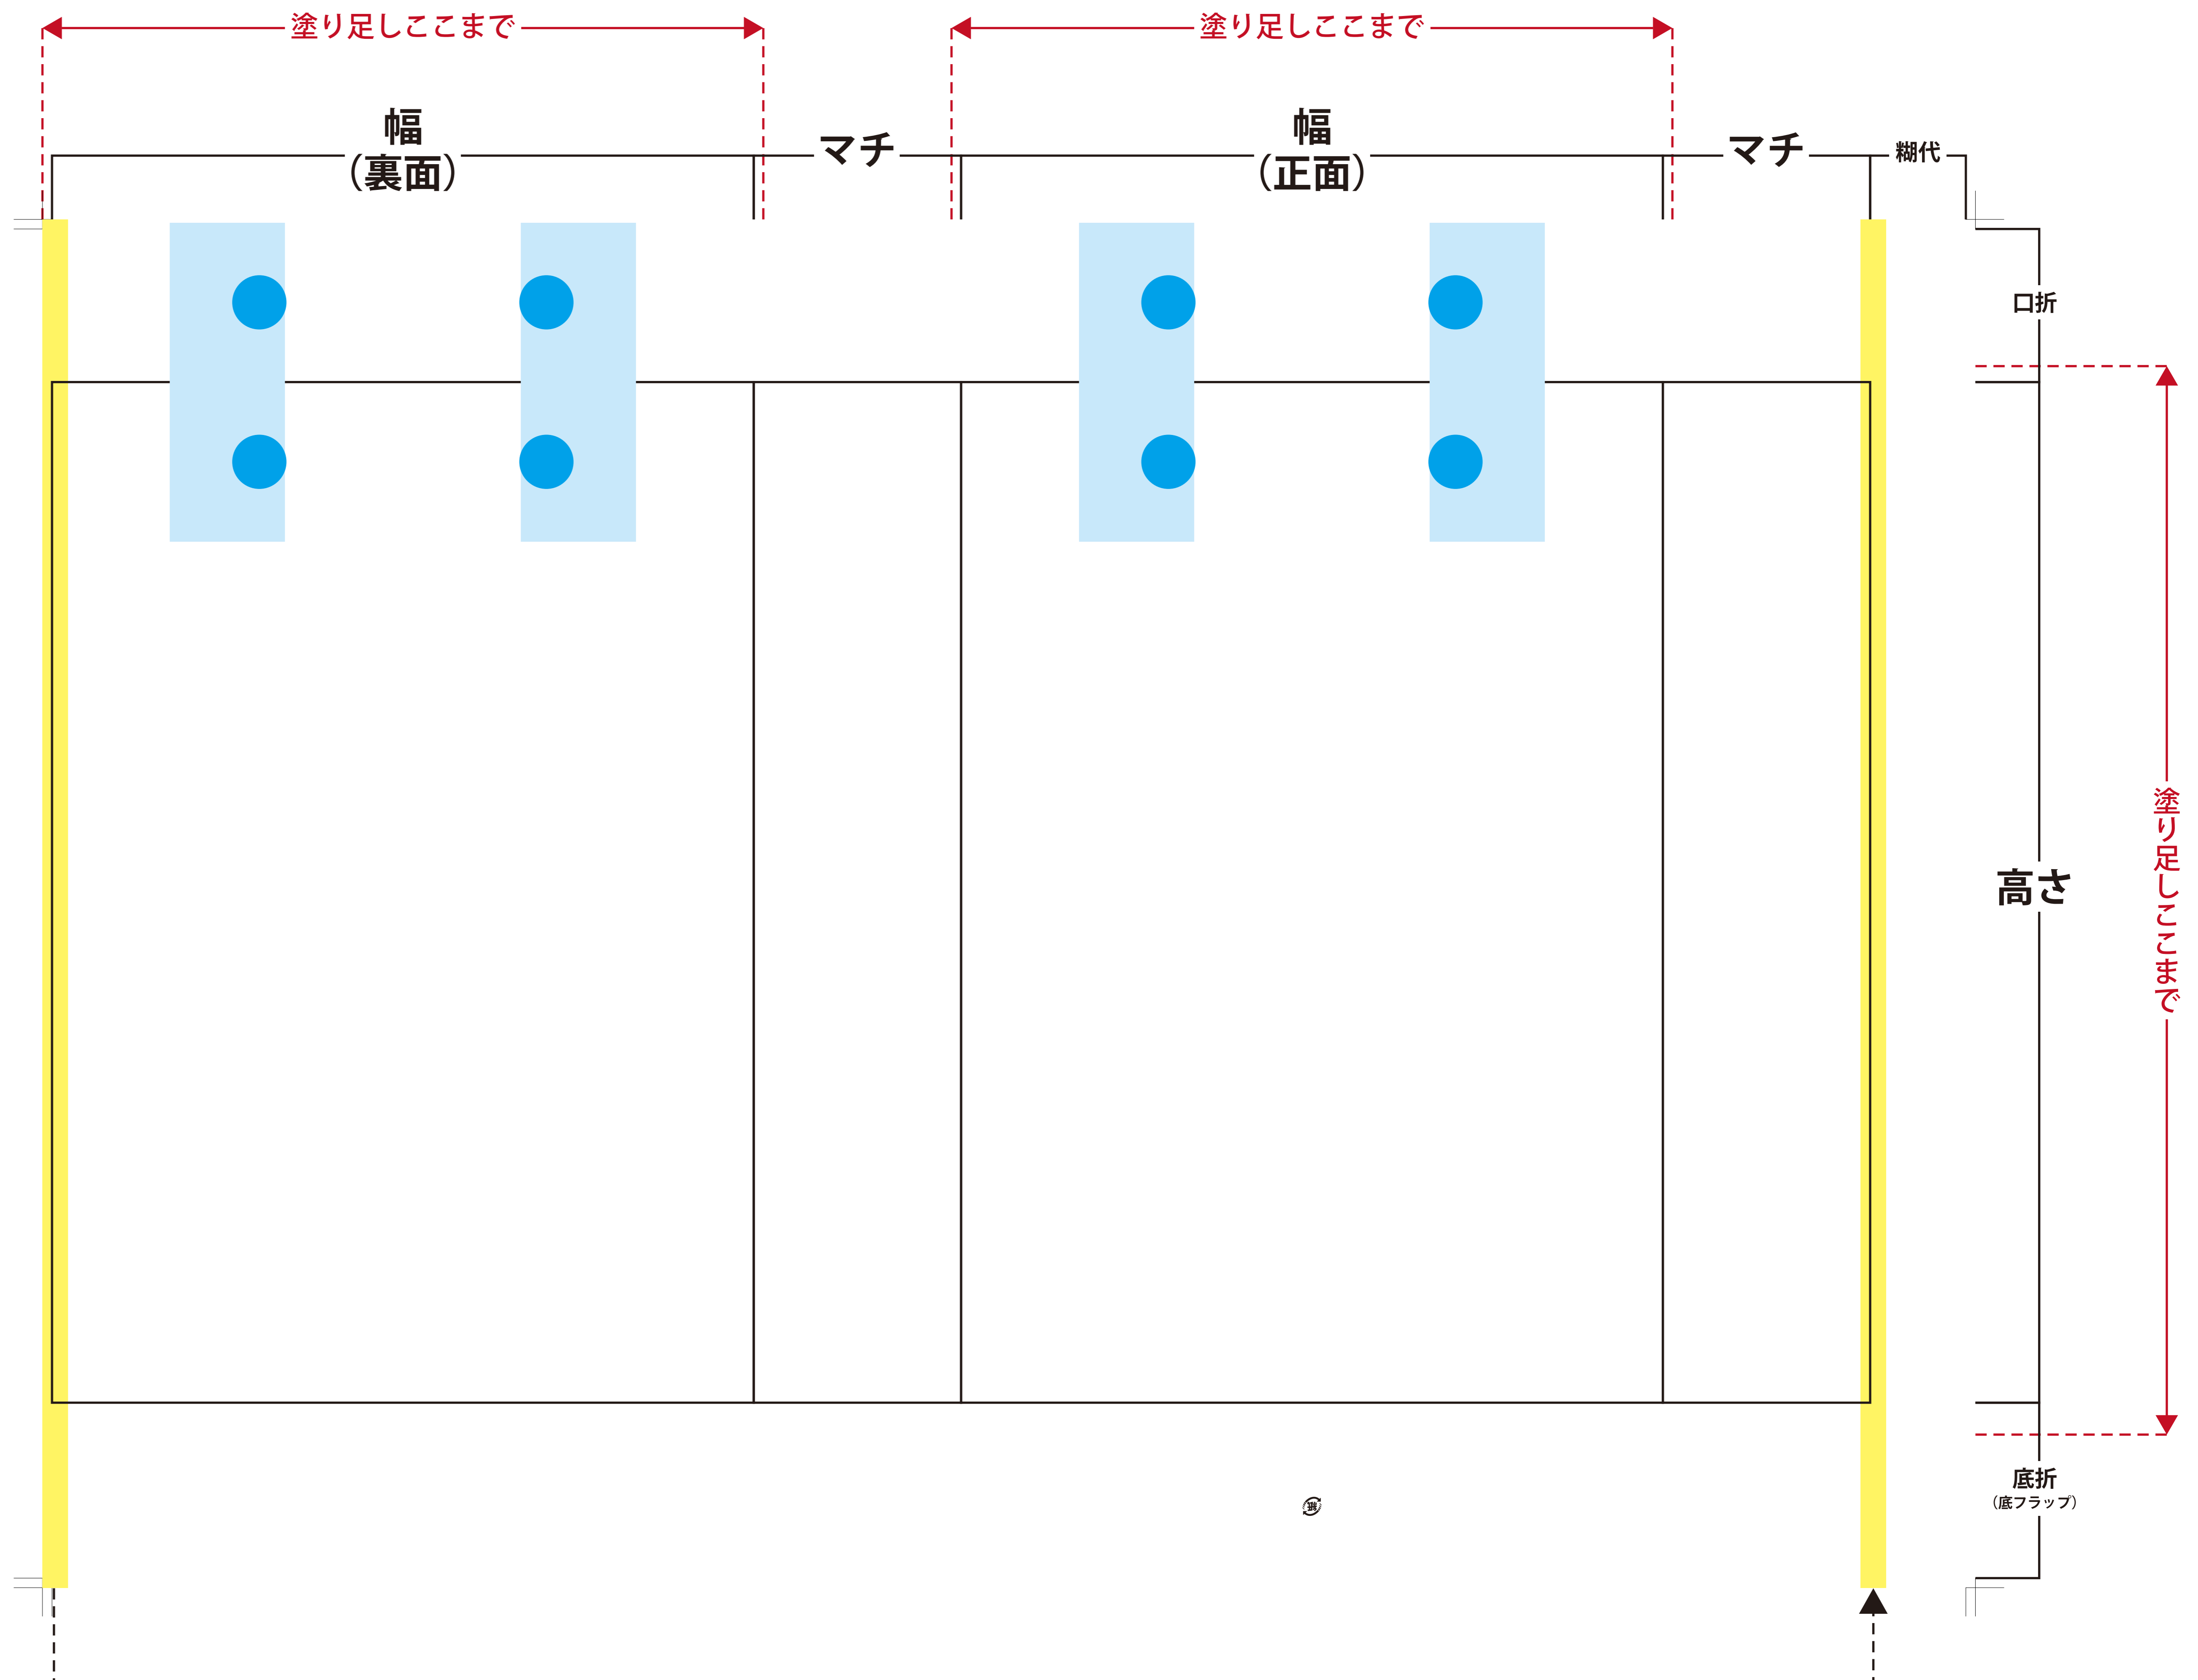 塗り足しここまで
塗り足しここまで
幅
（裏面）
マチ
幅
（正面）
マチ
糊代
口折
塗り足しここまで
高さ
底折
（底フラップ）